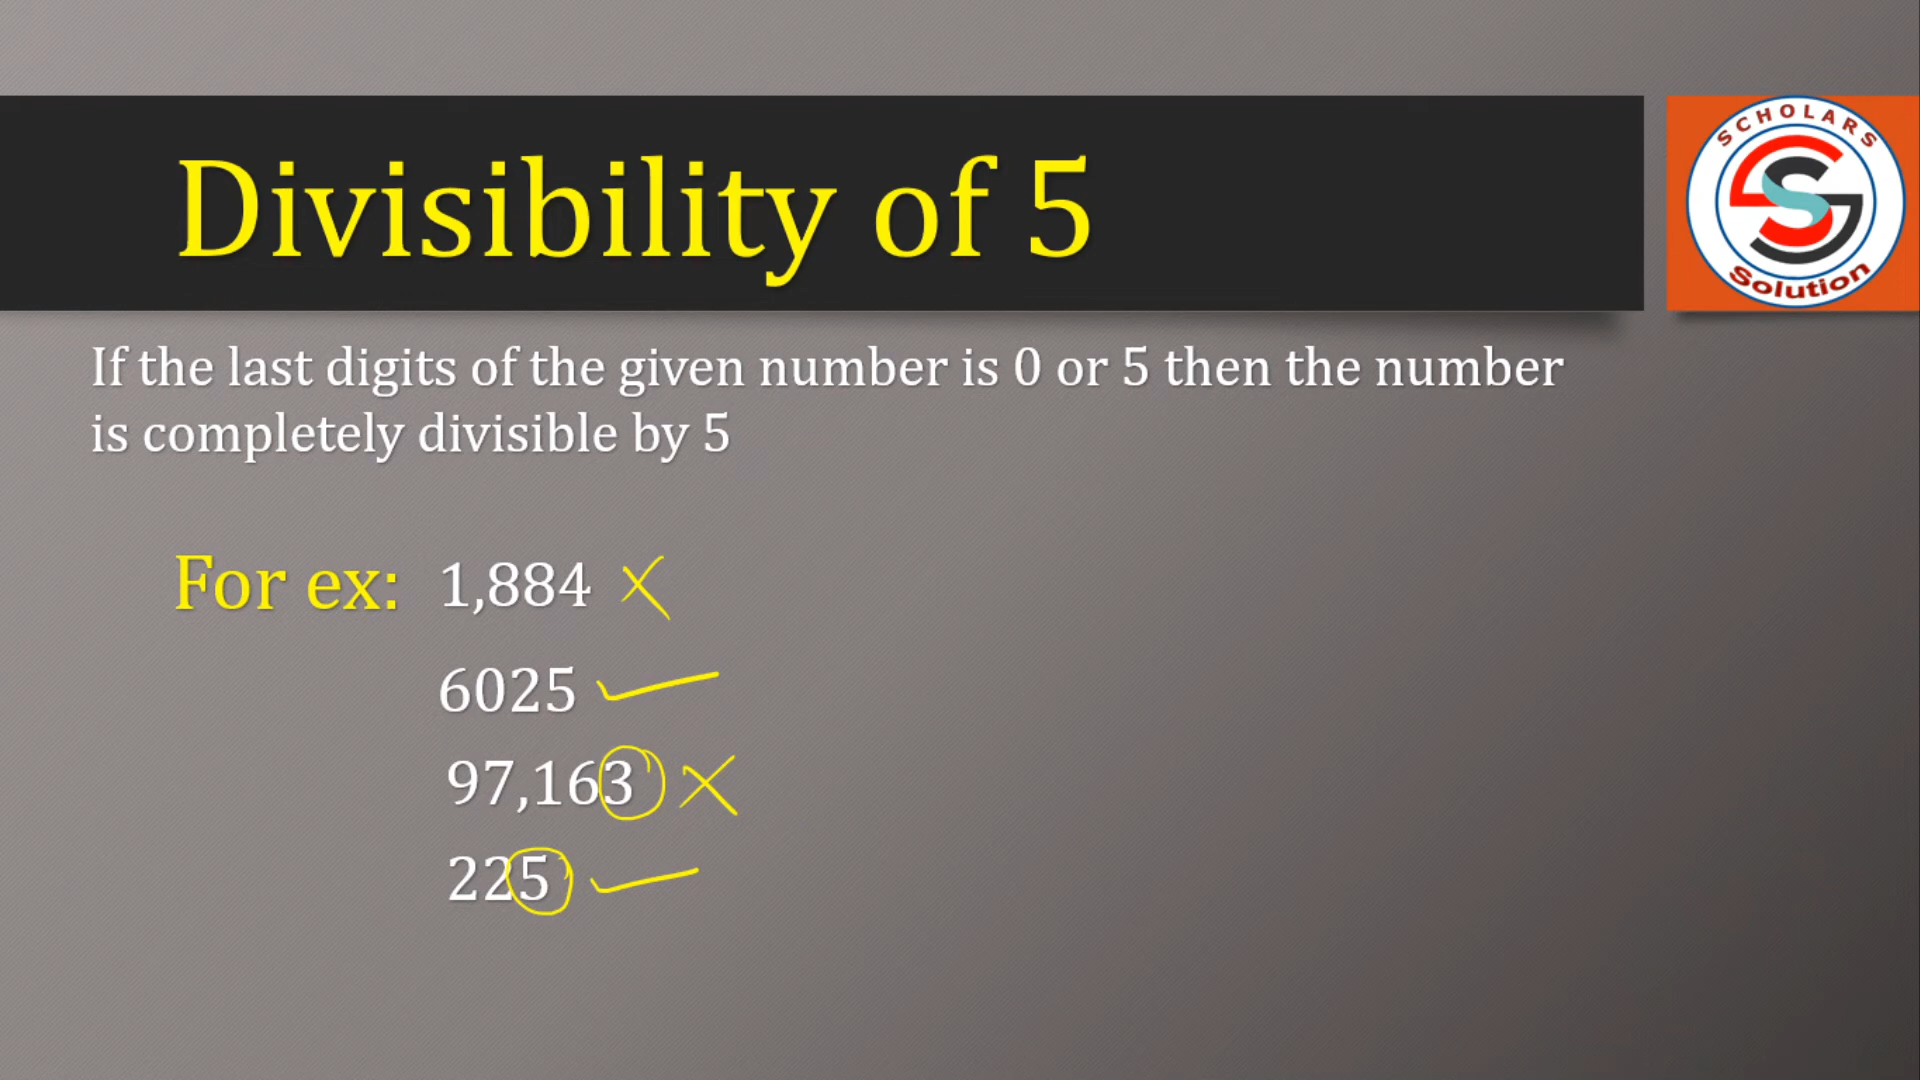 Divisibility of 5
SCHOLARS
Solution
If the last digits of the given number is 0 or 5 then the number
is completely divisible by 5
For ex: 1,884
6025
97,163
225